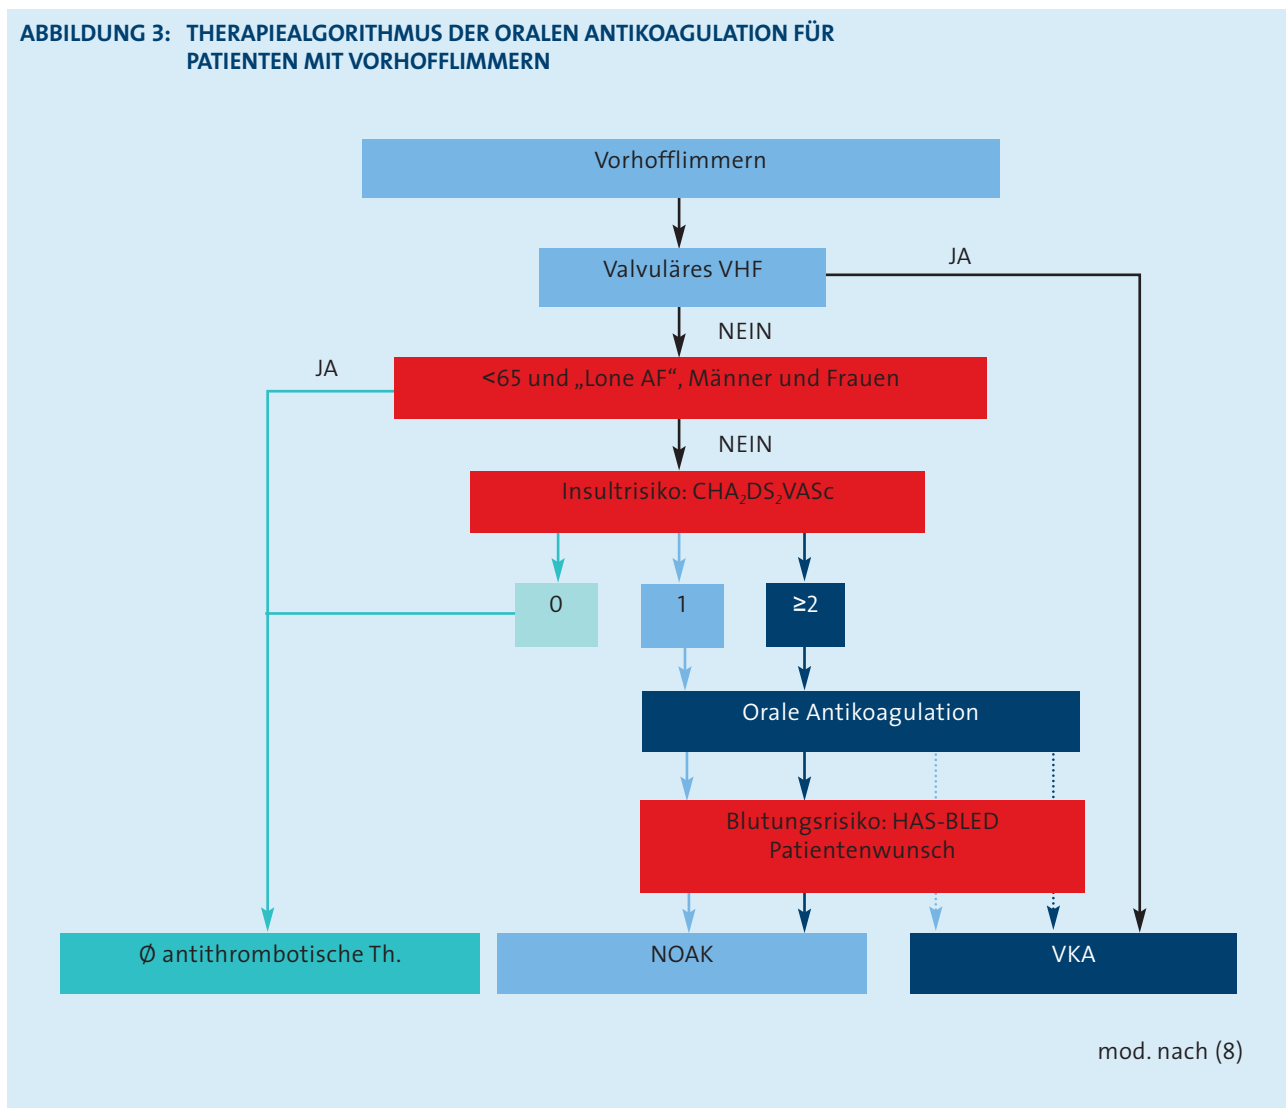 ABBILDUNG 3: THERAPIEALGORITHMUS DER ORALEN ANTIKOAGULATION FÜR
PATIENTEN MIT VORHOFFLIMMERN
Vorhofflimmern
Valvuläres VHF
JA
NEIN
JA
<65 und „Lone AF“, Männer und Frauen
NEIN
Insultrisiko: CHA₂DS₂VASc
0
1
≥2
Orale Antikoagulation
Blutungsrisiko: HAS-BLED
Patientenwunsch
Ø antithrombotische Th.
NOAK
VKA
mod. nach (8)